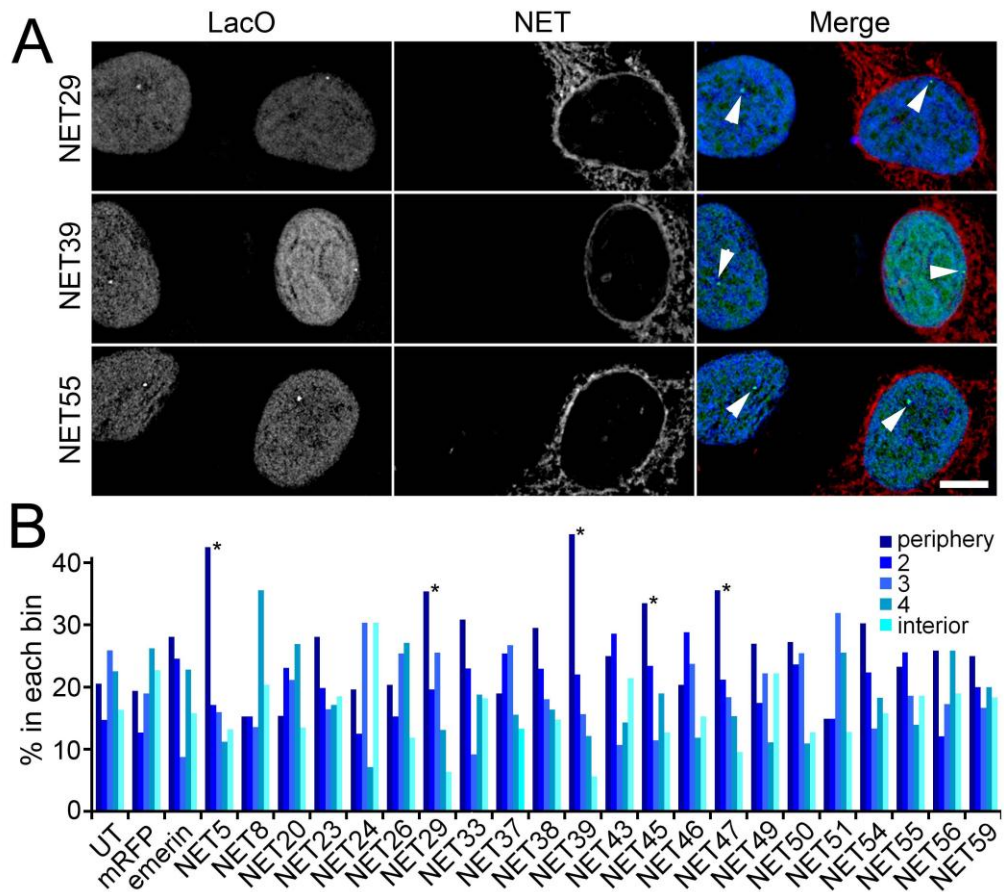 A
LacO NET Merge
NET29
NET39
NET55
B
% in each bin
40
30
20
10
0
periphery
2
3
4
interior
* * * * *
UT mRFP emerin NET5 NET8 NET20 NET23 NET24 NET26 NET29 NET33 NET37 NET38 NET39 NET43 NET45 NET46 NET47 NET49 NET50 NET51 NET54 NET55 NET56 NET59